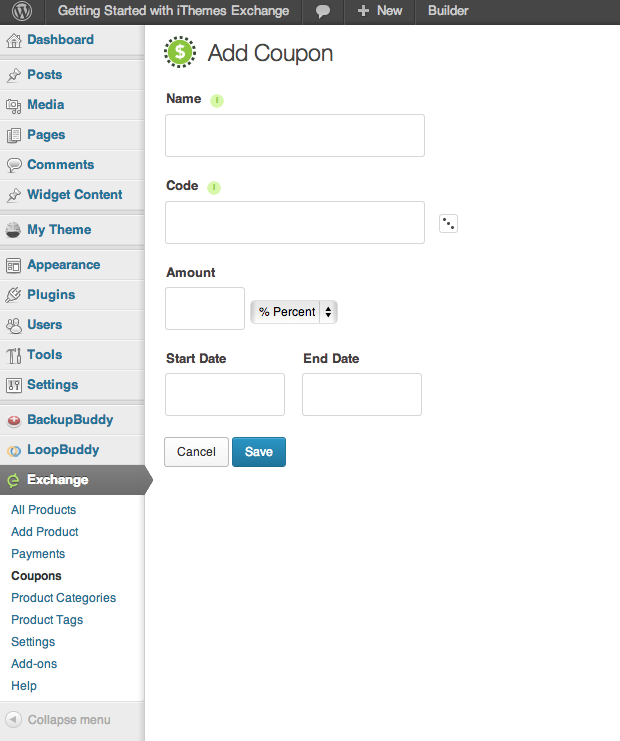 Getting Started with iThemes Exchange New Builder
Dashboard
Posts
Media
Pages
Comments
Widget Content
My Theme
Appearance
Plugins
Users
Tools
Settings
BackupBuddy
LoopBuddy
Exchange
All Products
Add Product
Payments
Coupons
Product Categories
Product Tags
Settings
Add-ons
Help
Collapse menu
Add Coupon
Name i
Code i
Amount
% Percent
Start Date End Date
Cancel Save